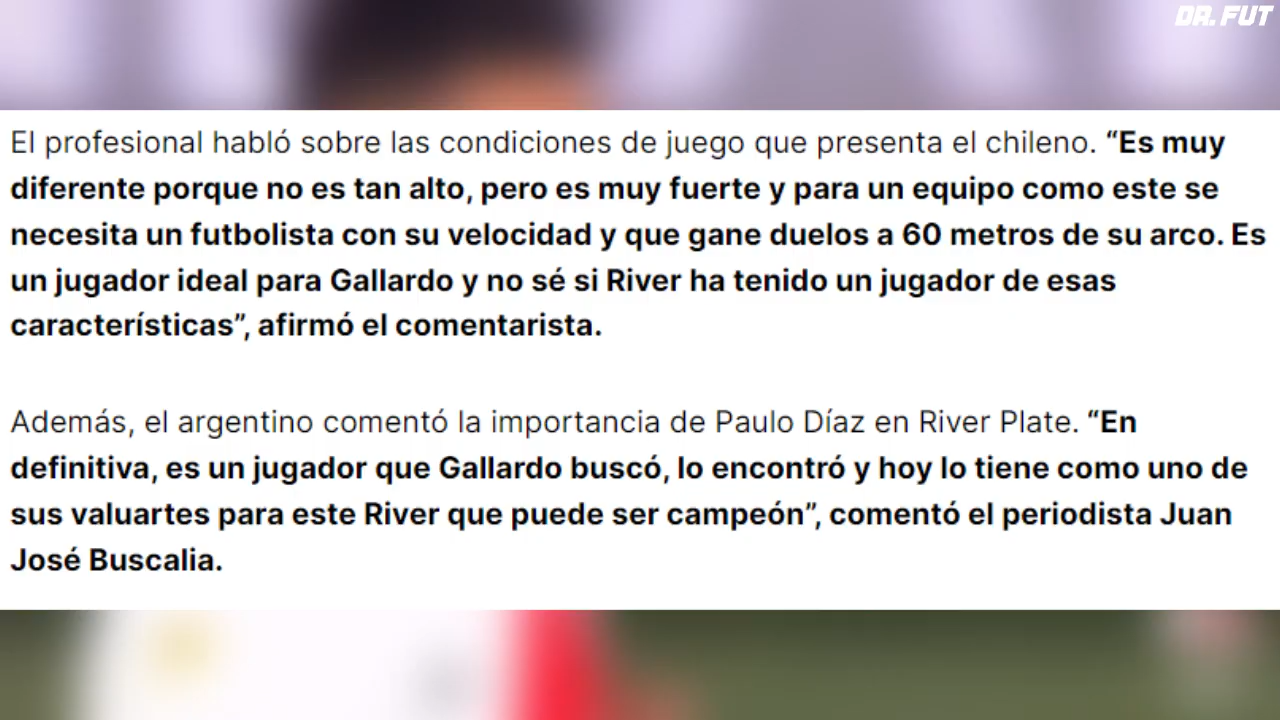 DR. FUT
El profesional habló sobre las condiciones de juego que presenta el chileno. “Es muy
diferente porque no es tan alto, pero es muy fuerte y para un equipo como este se
necesita un futbolista con su velocidad y que gane duelos a 60 metros de su arco. Es
un jugador ideal para Gallardo y no sé si River ha tenido un jugador de esas
características”, afirmó el comentarista.
Además, el argentino comentó la importancia de Paulo Díaz en River Plate. “En
definitiva, es un jugador que Gallardo buscó, lo encontró y hoy lo tiene como uno de
sus valuartes para este River que puede ser campeón”, comentó el periodista Juan
José Buscalia.